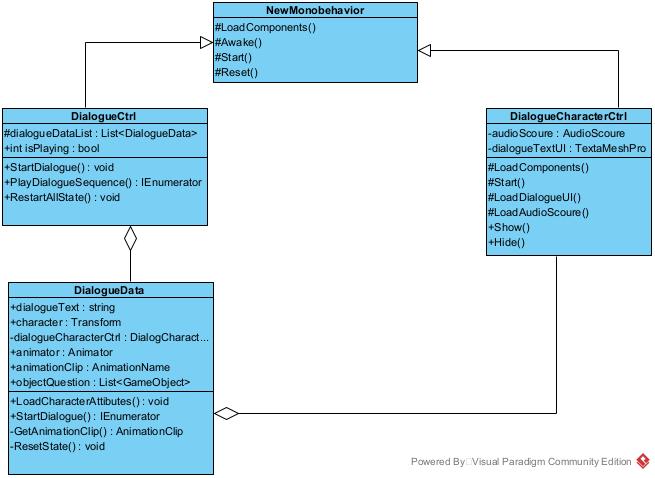 NewMonobehavior
#LoadComponents()
#Awake()
#Start()
#Reset()
DialogueCtrl
#dialogueDataList : List<DialogueData>
+int isPlaying : bool
+StartDialogue() : void
+PlayDialogueSequence() : IEnumerator
+RestartAllState() : void
DialogueCharacterCtrl
-audioScoure : AudioScoure
-dialogueTextUI : TextaMeshPro
#LoadComponents()
#Start()
#LoadDialogueUI()
#LoadAudioScoure()
+Show()
+Hide()
DialogueData
+dialogueText : string
+character : Transform
-dialogueCharacterCtrl : DialogCharact...
+animator : Animator
+animationClip : AnimationName
+objectQuestion : List<GameObject>
+LoadCharacterAttibutes() : void
+StartDialogue() : IEnumerator
-GetAnimationClip() : AnimationClip
-ResetState() : void
Powered By Visual Paradigm Community Edition